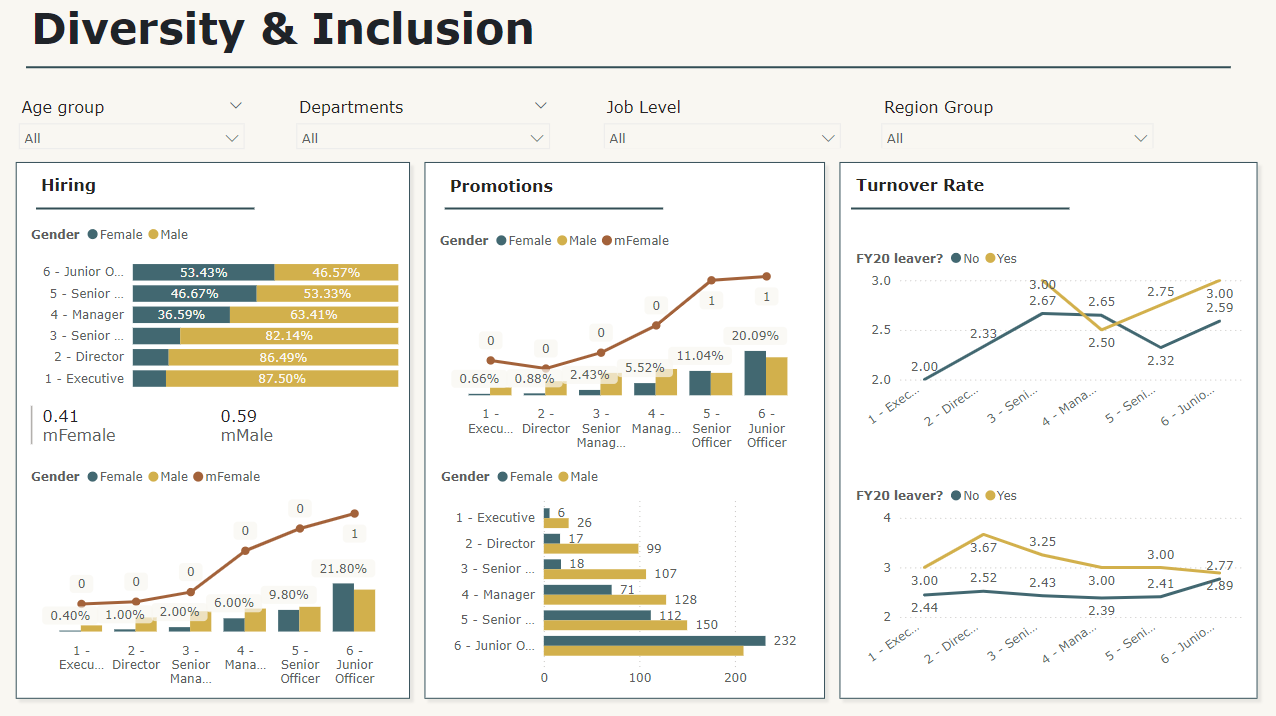 Diversity & Inclusion
Age group
Departments
Job Level
Region Group
All
All
All
All
Hiring
Gender Female Male
6 - Junior O... 53.43% 46.57%
5 - Senior ... 46.67% 53.33%
4 - Manager 36.59% 63.41%
3 - Senior ... 82.14%
2 - Director 86.49%
1 - Executive 87.50%
0.41
mFemale
0.59
mMale
Gender Female Male mFemale
0 0 0 0 0 1
0.40% 1.00% 2.00% 6.00% 9.80% 21.80%
1 -
Execu...
2 -
Director
3 -
Senior
Mana...
4 -
Mana...
5 -
Senior
Officer
6 -
Junior
Officer
Promotions
Gender Female Male mFemale
0 0 0 0 1 1
0.66% 0.88% 2.43% 5.52% 11.04% 20.09%
1 -
Execu...
2 -
Director
3 -
Senior
Manag...
4 -
Manag...
5 -
Senior
Officer
6 -
Junior
Officer
Gender Female Male
1 - Executive 6 26
2 - Director 17 99
3 - Senior ... 18 107
4 - Manager 71 128
5 - Senior ... 112 150
6 - Junior O... 232
0 100 200
Turnover Rate
FY20 leaver? No Yes
3.0
2.5
2.0
2.00 2.33 3.00 2.67 2.65 2.50 2.75 2.32 3.00 2.59
1 - Exec...
2 - Direc...
3 - Seni...
4 - Mana...
5 - Seni...
6 - Junio...
FY20 leaver? No Yes
4
3
2
3.00 2.44 3.67 2.52 3.25 2.43 3.00 2.39 3.00 2.41 2.77 2.89
1 - Exec...
2 - Direc...
3 - Seni...
4 - Mana...
5 - Seni...
6 - Junio...